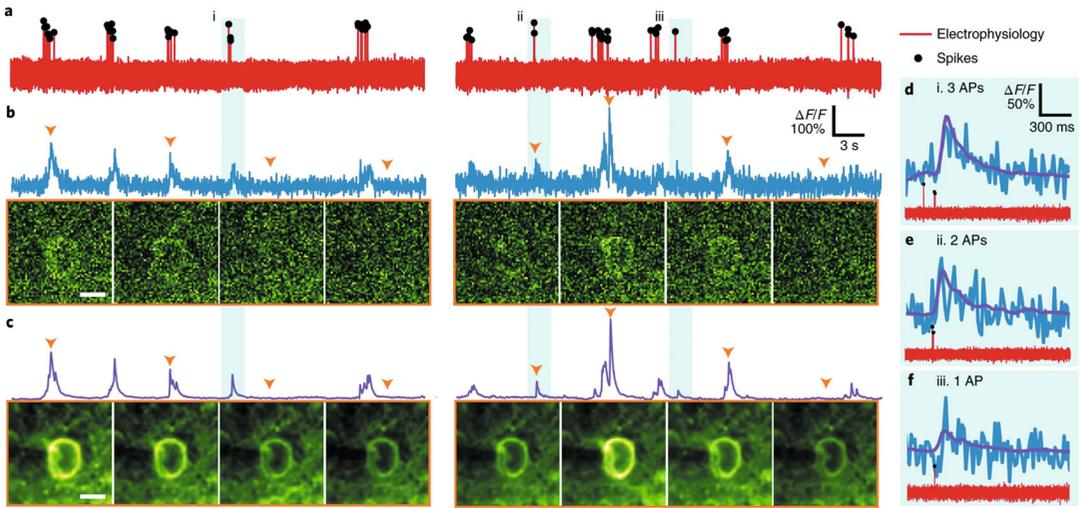 a
i
ii
iii
Electrophysiology
Spikes
b
ΔF/F
100%
3 s
c
d
i. 3 APs
ΔF/F
50%
300 ms
e
ii. 2 APs
f
iii. 1 AP